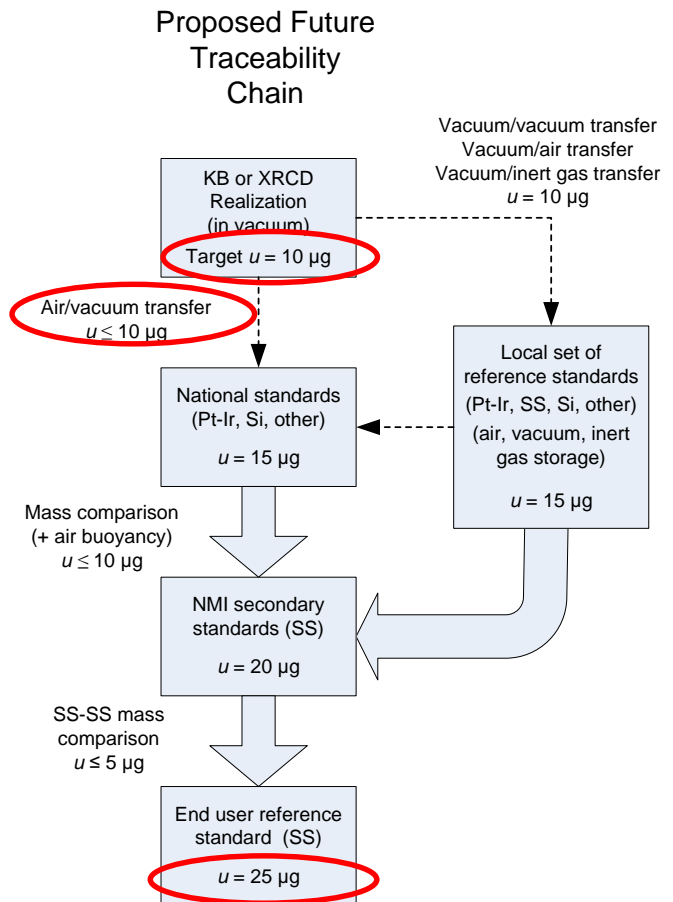 Proposed Future
Traceability
Chain
Vacuum/vacuum transfer
Vacuum/air transfer
Vacuum/inert gas transfer
u = 10 µg
KB or XRCD
Realization
(in vacuum)
Target u = 10 µg
Air/vacuum transfer
u ≤ 10 µg
Local set of
reference standards
(Pt-Ir, SS, Si, other)
(air, vacuum, inert
gas storage)
u = 15 µg
National standards
(Pt-Ir, Si, other)
u = 15 µg
Mass comparison
(+ air buoyancy)
u ≤ 10 µg
NMI secondary
standards (SS)
u = 20 µg
SS-SS mass
comparison
u ≤ 5 µg
End user reference
standard (SS)
u = 25 µg